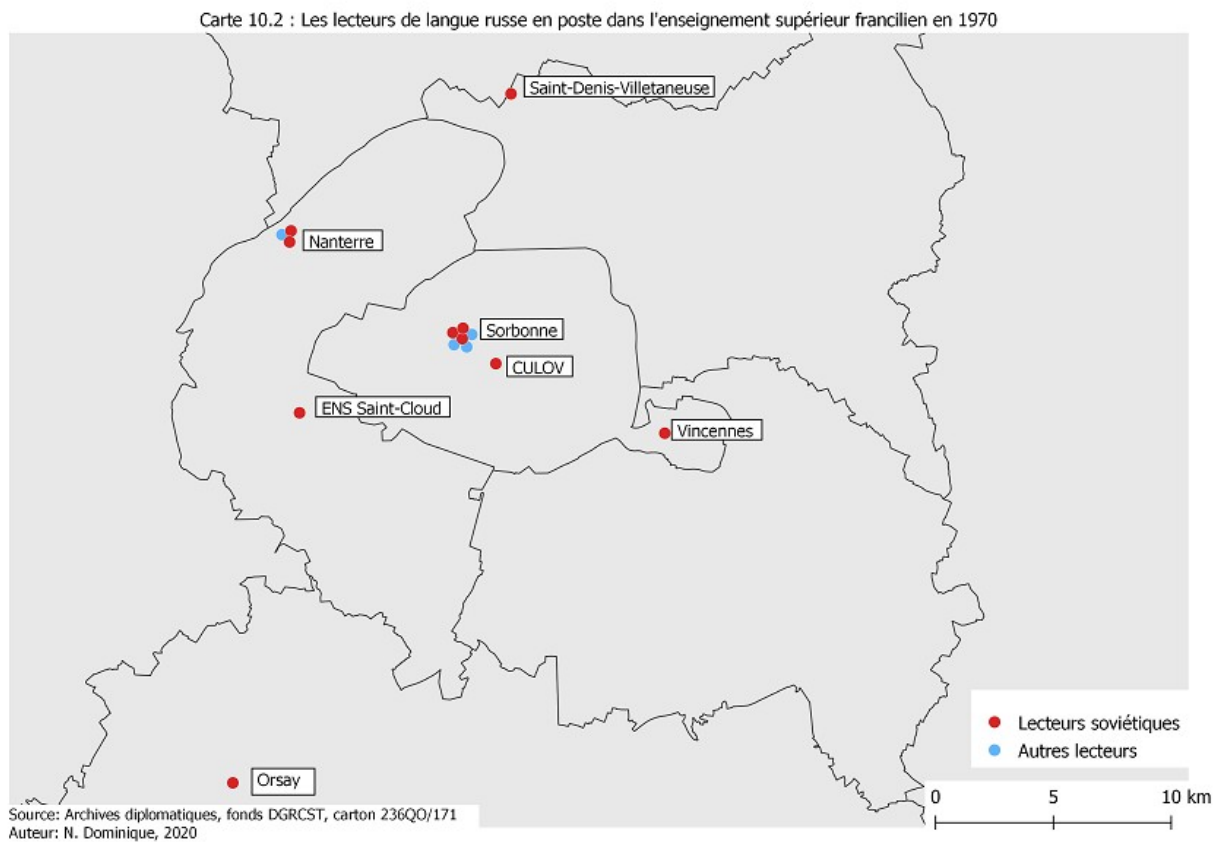 Carte 10.2 : Les lecteurs de langue russe en poste dans l'enseignement supérieur francilien en 1970
Saint-Denis-Villetaneuse
Nanterre
Sorbonne
CULOV
ENS Saint-Cloud
Vincennes
Lecteurs soviétiques
Autres lecteurs
Orsay
0 5 10 km
Source: Archives diplomatiques, fonds DGRCST, carton 236QO/171
Auteur: N. Dominique, 2020